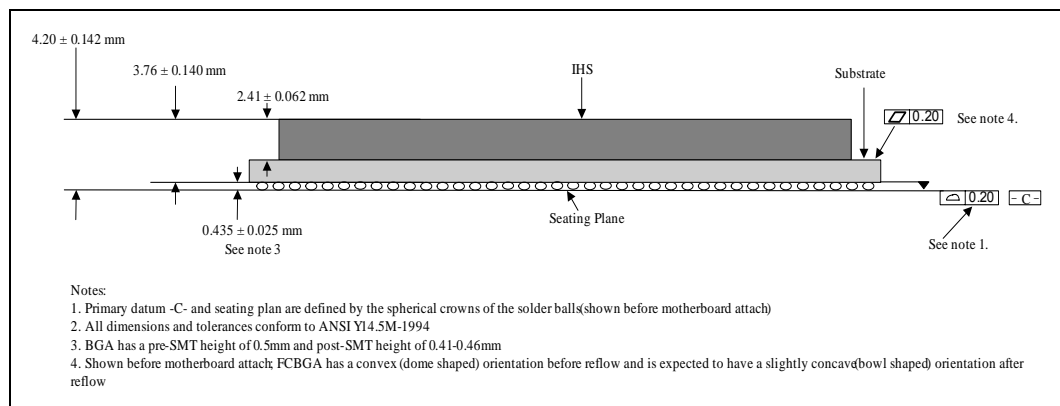 4.20 ± 0.142 mm
3.76 ± 0.140 mm
2.41 ± 0.062 mm
IHS
Substrate
0.20
See note 4.
Seating Plane
0.20
- C -
See note 1.
0.435 ± 0.025 mm
See note 3
Notes:
1. Primary datum -C- and seating plan are defined by the spherical crowns of the solder balls(shown before motherboard attach)
2. All dimensions and tolerances conform to ANSI Y14.5M-1994
3. BGA has a pre-SMT height of 0.5mm and post-SMT height of 0.41-0.46mm
4. Shown before motherboard attach; FCBGA has a convex (dome shaped) orientation before reflow and is expected to have a slightly concave(bowl shaped) orientation after
reflow